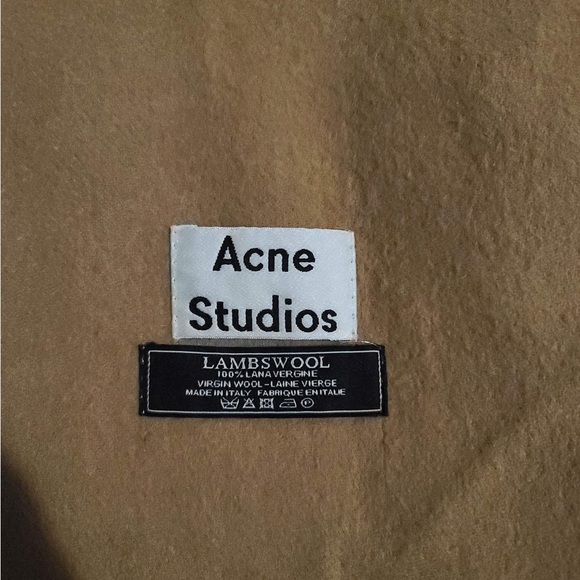 Acne
Studios
LAMBSWOOL
100% LANA VERGINE
VIRGIN WOOL-LAINE VIERGE
MADE IN ITALY FABRIQUE EN ITALIE